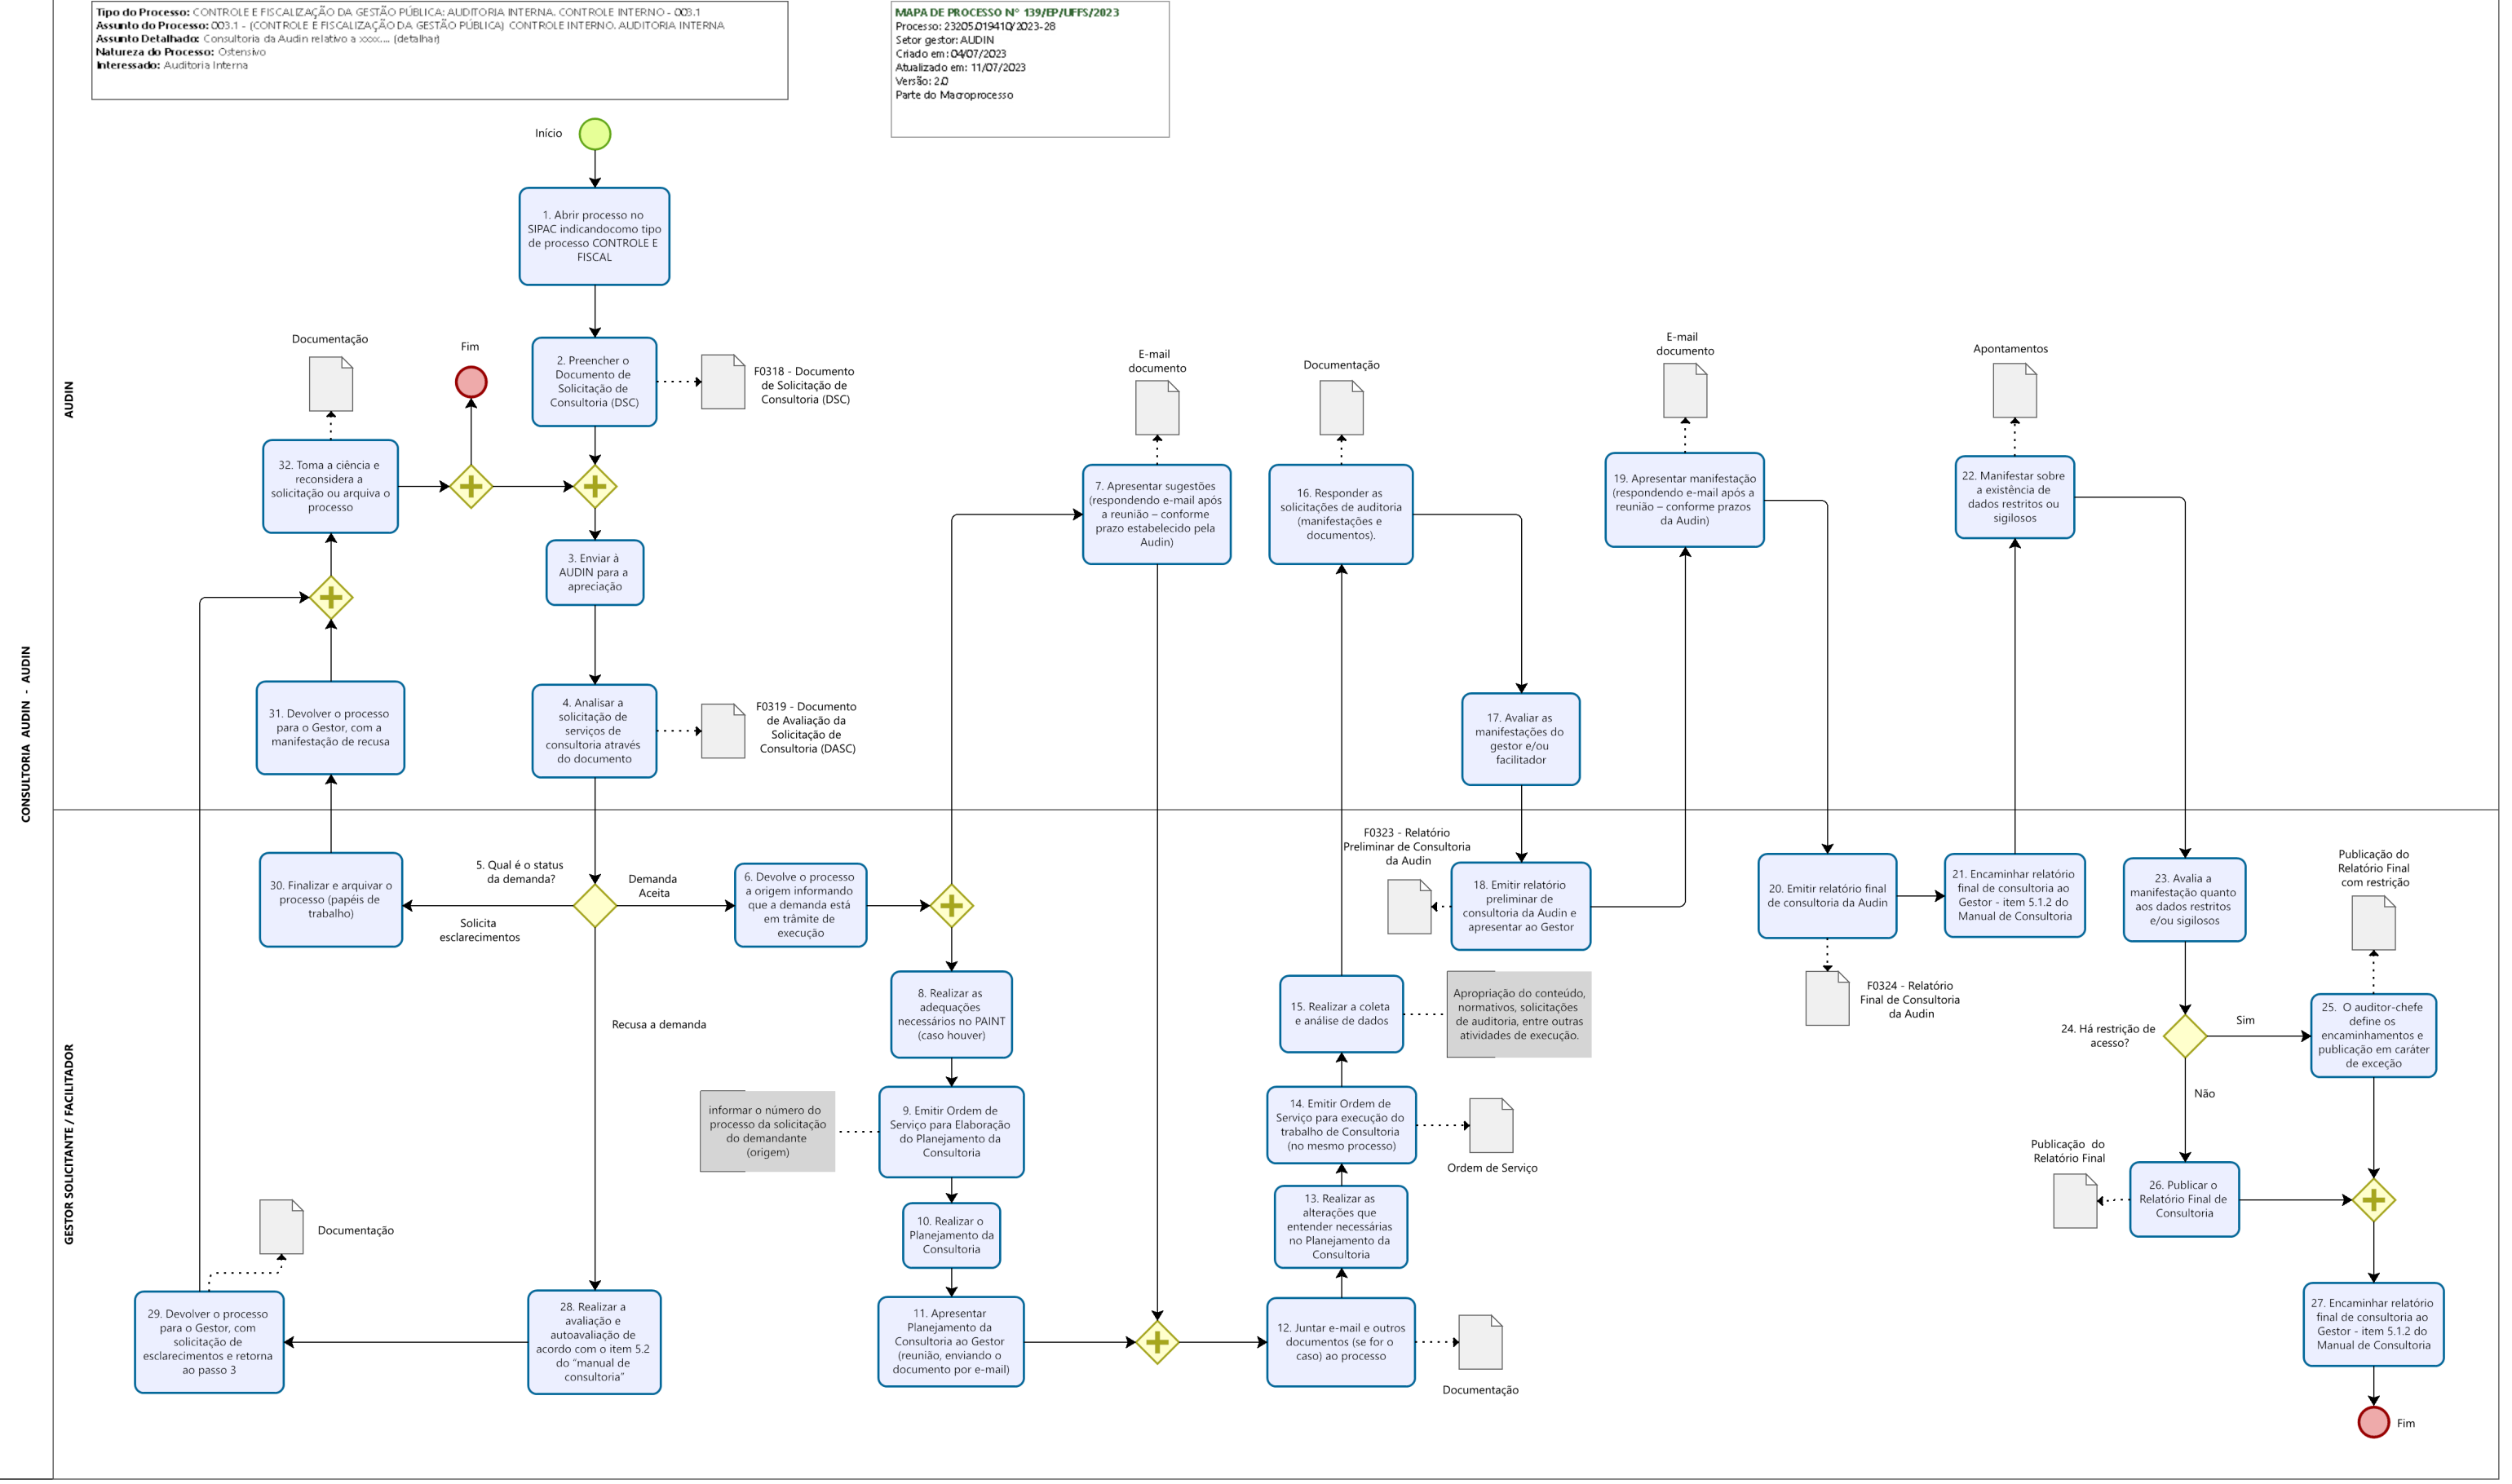 Tipo do Processo: CONTROLE E FISCALIZAÇÃO DA GESTÃO PÚBLICA: AUDITORIA INTERNA. CONTROLE INTERNO - 003.1
Assunto do Processo: 003.1 - (CONTROLE E FISCALIZAÇÃO DA GESTÃO PÚBLICA) CONTROLE INTERNO. AUDITORIA INTERNA
Assunto Detalhado: Consultoria da Audin relativo a xxxx.... (detalhar)
Natureza do Processo: Ostensivo
Interessado: Auditoria Interna
MAPA DE PROCESSO N° 139/EP/UFFS/2023
Processo: 23205.019410/2023-28
Setor gestor: AUDIN
Criado em: 04/07/2023
Atualizado em: 11/07/2023
Versão: 2.0
Parte do Macroprocesso
CONSULTORIA AUDIN - AUDIN
AUDIN
Início
1. Abrir processo no
SIPAC indicandocomo tipo
de processo CONTROLE E
FISCAL
2. Preencher o
Documento de
Solicitação de
Consultoria (DSC)
F0318 - Documento
de Solicitação de
Consultoria (DSC)
Documentação
Fim
32. Toma a ciência e
reconsidera a
solicitação ou arquiva o
processo
3. Enviar à
AUDIN para a
apreciação
31. Devolver o processo
para o Gestor, com a
manifestação de recusa
4. Analisar a
solicitação de
serviços de
consultoria através
do documento
F0319 - Documento
de Avaliação da
Solicitação de
Consultoria (DASC)
E-mail
documento
7. Apresentar sugestões
(respondendo e-mail após
a reunião – conforme
prazo estabelecido pela
Audin)
Documentação
16. Responder as
solicitações de auditoria
(manifestações e
documentos).
17. Avaliar as
manifestações do
gestor e/ou
facilitador
E-mail
documento
19. Apresentar manifestação
(respondendo e-mail após a
reunião – conforme prazos
da Audin)
Apontamentos
22. Manifestar sobre
a existência de
dados restritos ou
sigilosos
GESTOR SOLICITANTE / FACILITADOR
30. Finalizar e arquivar o
processo (papéis de
trabalho)
5. Qual é o status
da demanda?
Solicita
esclarecimentos
Demanda
Aceita
Recusa a demanda
6. Devolve o processo
a origem informando
que a demanda está
em trâmite de
execução
8. Realizar as
adequações
necessários no PAINT
(caso houver)
informar o número do
processo da solicitação
do demandante
(origem)
9. Emitir Ordem de
Serviço para Elaboração
do Planejamento da
Consultoria
10. Realizar o
Planejamento da
Consultoria
11. Apresentar
Planejamento da
Consultoria ao Gestor
(reunião, enviando o
documento por e-mail)
Documentação
29. Devolver o processo
para o Gestor, com
solicitação de
esclarecimentos e retorna
ao passo 3
28. Realizar a
avaliação e
autoavaliação de
acordo com o item 5.2
do “manual de
consultoria”
F0323 - Relatório
Preliminar de Consultoria
da Audin
18. Emitir relatório
preliminar de
consultoria da Audin e
apresentar ao Gestor
15. Realizar a coleta
e análise de dados
Apropriação do conteúdo,
normativos, solicitações
de auditoria, entre outras
atividades de execução.
14. Emitir Ordem de
Serviço para execução do
trabalho de Consultoria
(no mesmo processo)
Ordem de Serviço
13. Realizar as
alterações que
entender necessárias
no Planejamento da
Consultoria
12. Juntar e-mail e outros
documentos (se for o
caso) ao processo
Documentação
20. Emitir relatório final
de consultoria da Audin
F0324 - Relatório
Final de Consultoria
da Audin
21. Encaminhar relatório
final de consultoria ao
Gestor - item 5.1.2 do
Manual de Consultoria
23. Avalia a
manifestação quanto
aos dados restritos
e/ou sigilosos
24. Há restrição de
acesso?
Sim
Não
Publicação do
Relatório Final
com restrição
25. O auditor-chefe
define os
encaminhamentos e
publicação em caráter
de exceção
Publicação do
Relatório Final
26. Publicar o
Relatório Final de
Consultoria
27. Encaminhar relatório
final de consultoria ao
Gestor - item 5.1.2 do
Manual de Consultoria
Fim